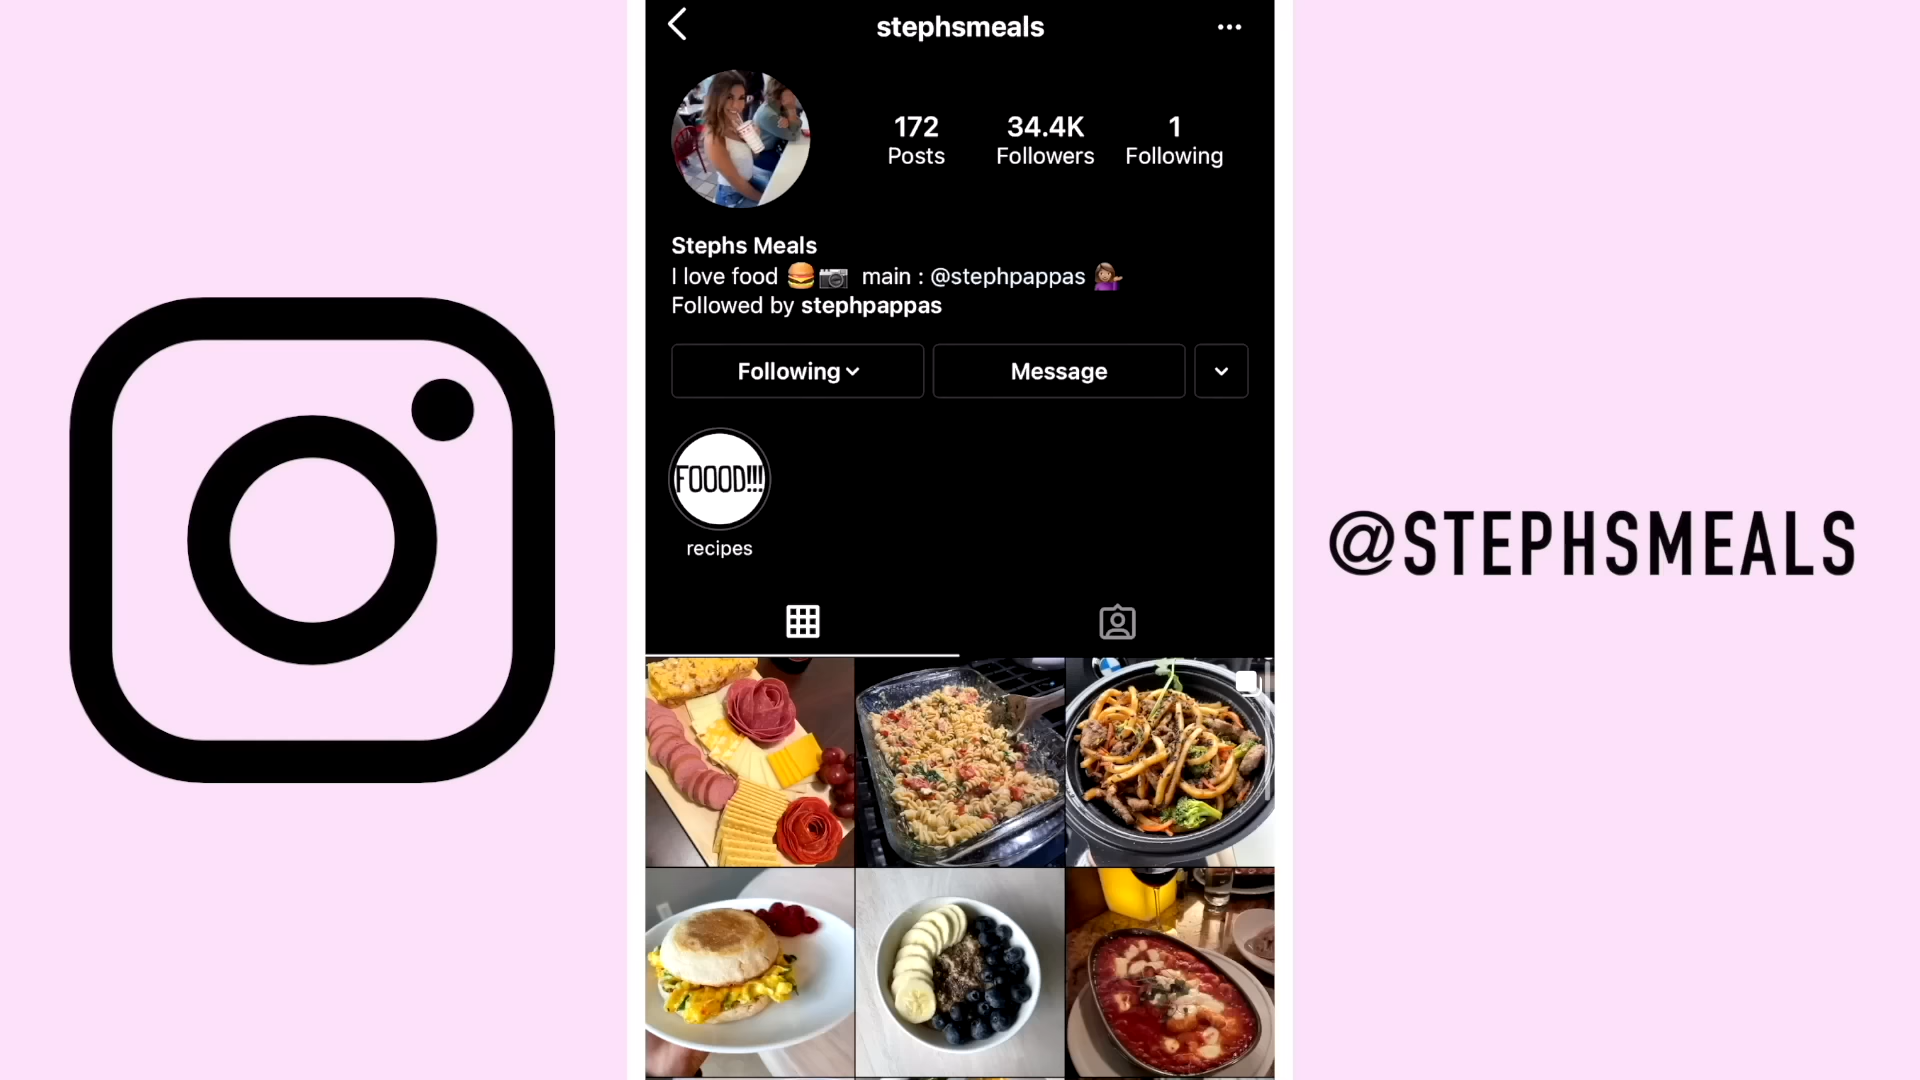 stephsmeals
172 34.4K 1
Posts Followers Following
Stephs Meals
I love food 🍔📷 main : @stephpappas 💁🏽‍♀️
Followed by stephpappas
Following Message
FOOOD!!!
recipes
@STEPHSMEALS